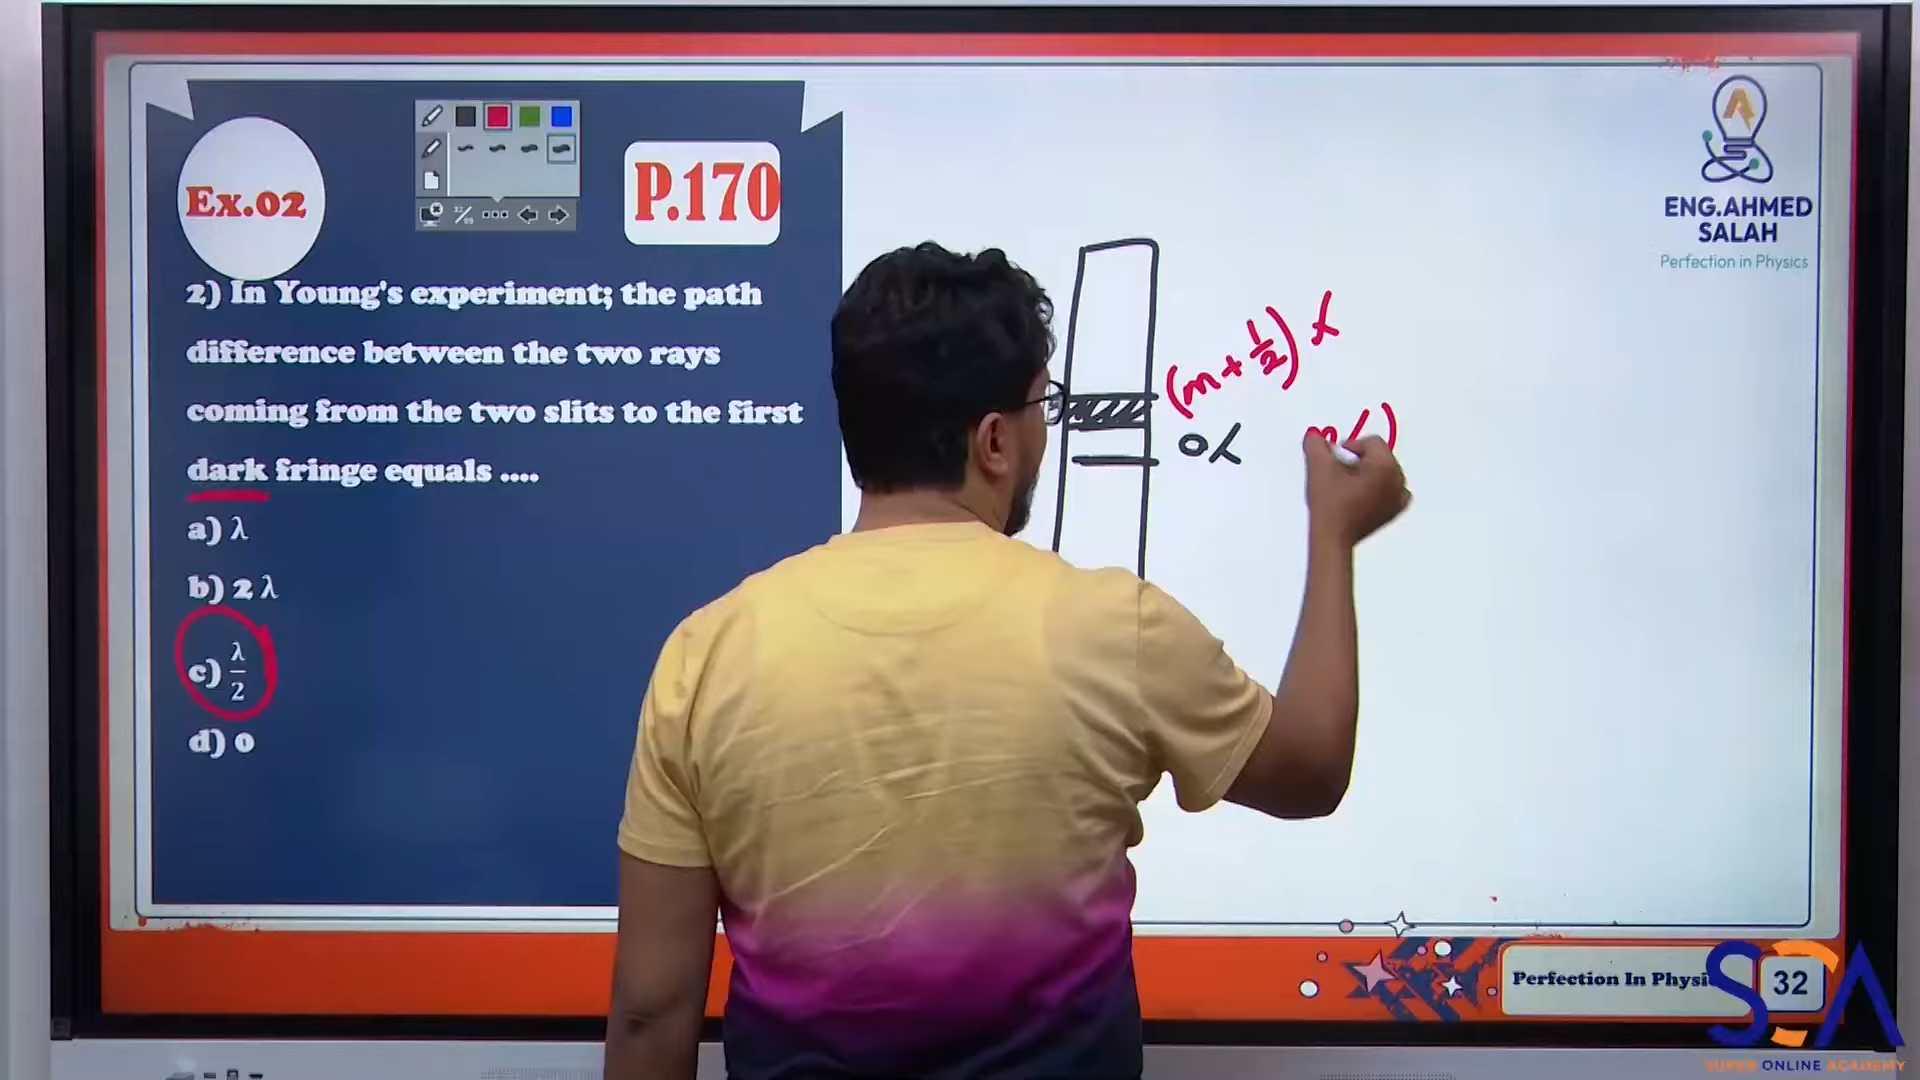 Ex.02
P.170
2) In Young's experiment; the path
difference between the two rays
coming from the two slits to the first
dark fringe equals ....
a) λ
b) 2 λ
c) λ/2
d) 0
(m + 1/2) λ
0λ
ENG.AHMED
SALAH
Perfection in Physics
Perfection In Physi
32
SOA
SUPER ONLINE ACADEMY